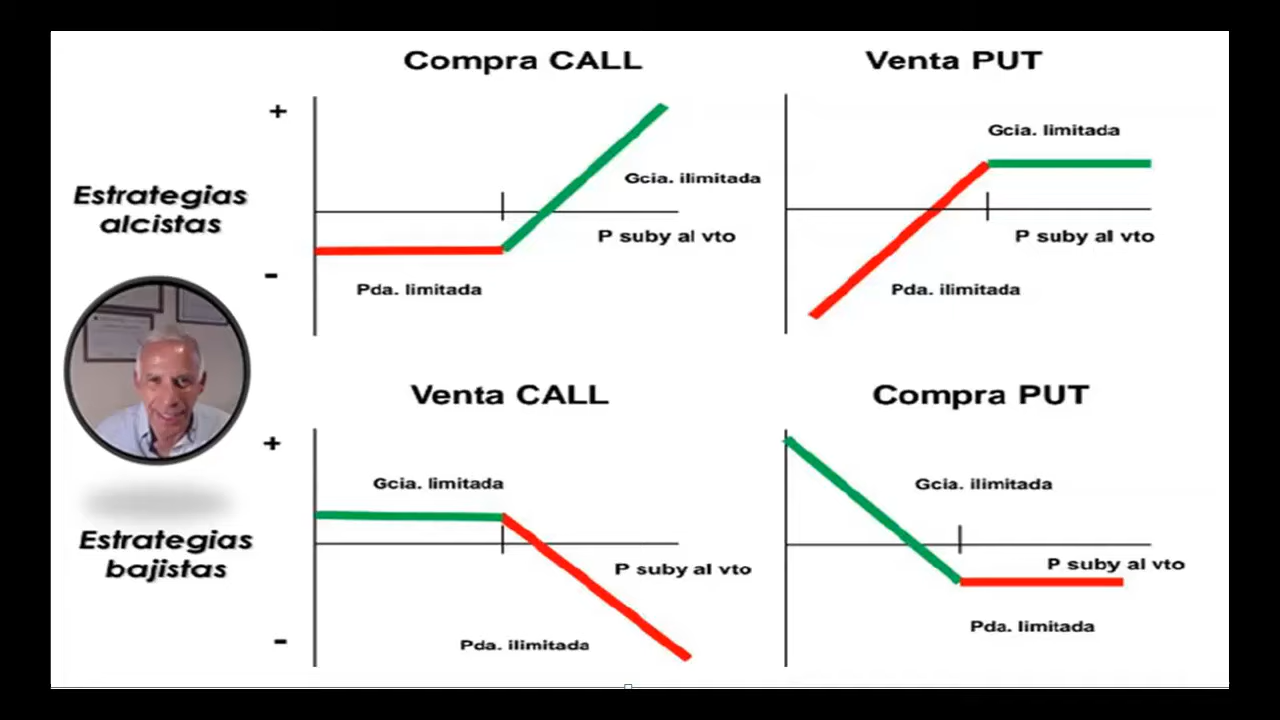 Compra CALL
Venta PUT
+
Gcia. limitada
Gcia. ilimitada
Estrategias
alcistas
P suby al vto
P suby al vto
-
Pda. limitada
Pda. ilimitada
Venta CALL
Compra PUT
+
Gcia. limitada
Gcia. ilimitada
Estrategias
bajistas
P suby al vto
P suby al vto
-
Pda. ilimitada
Pda. limitada